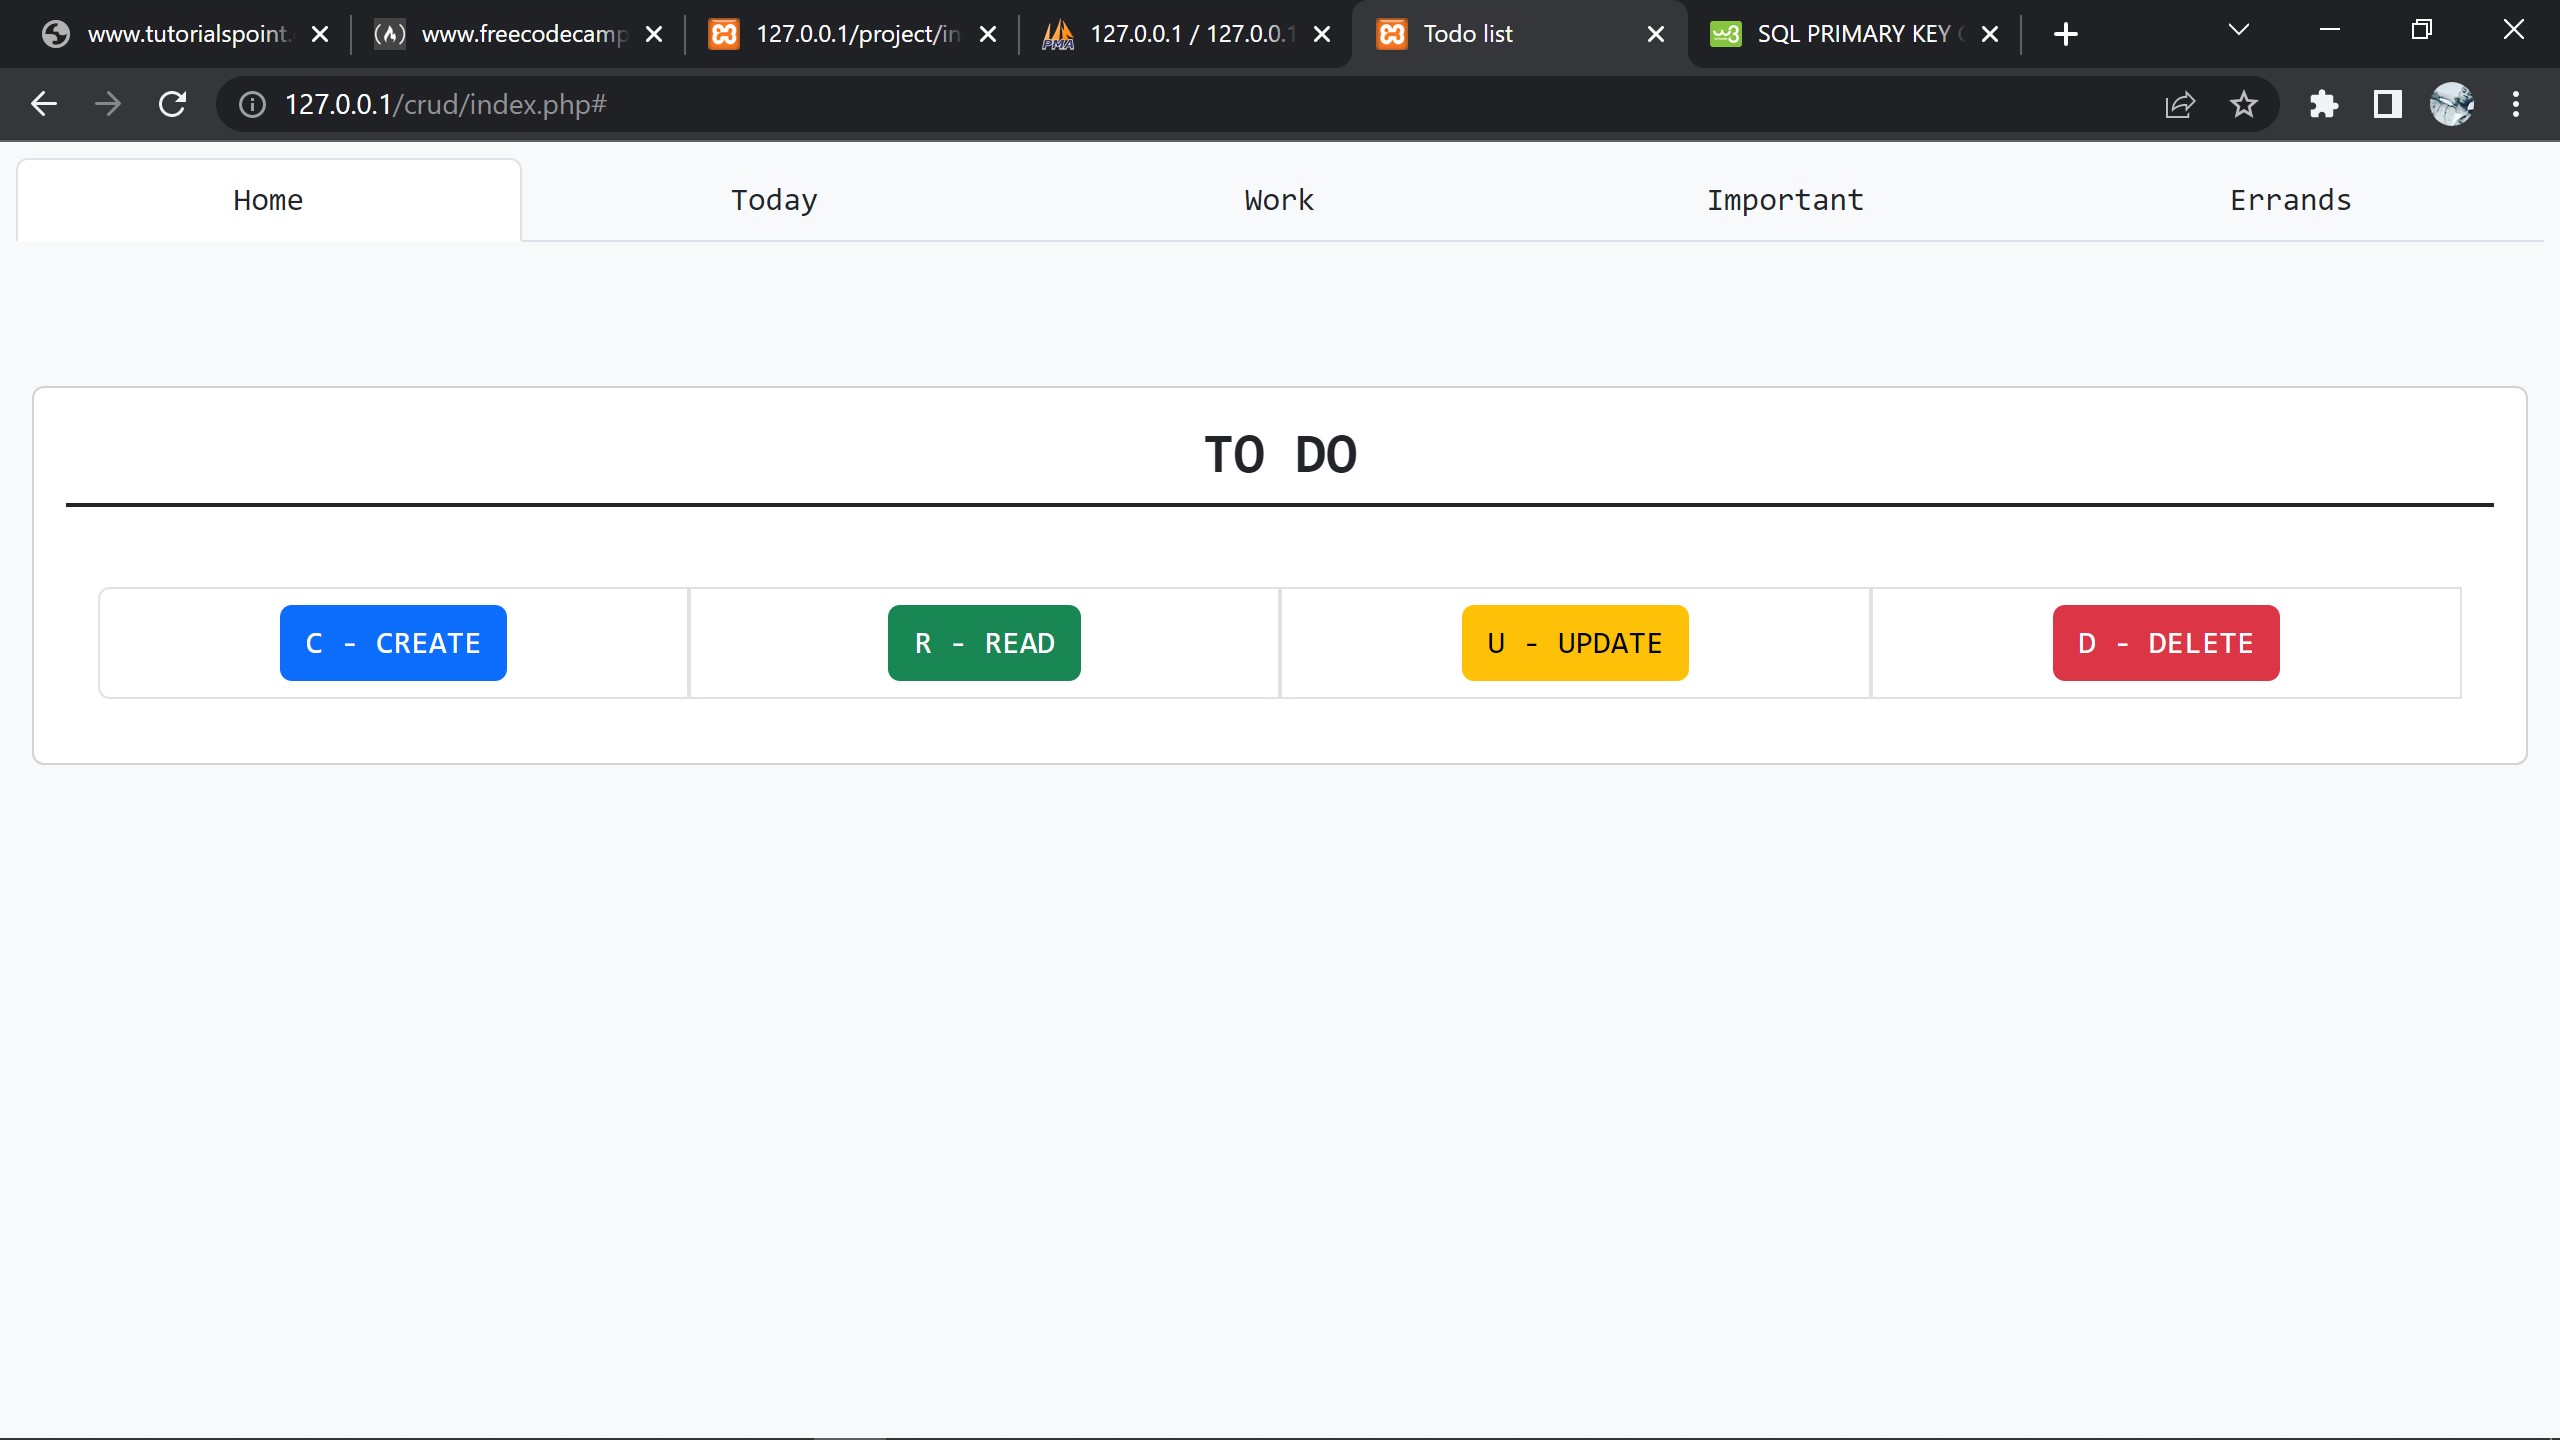 www.tutorialspoint.
www.freecodecamp
127.0.0.1/project/in
127.0.0.1 / 127.0.0.1
Todo list
SQL PRIMARY KEY
127.0.0.1/crud/index.php#
Home
Today
Work
Important
Errands
TO DO
C - CREATE
R - READ
U - UPDATE
D - DELETE